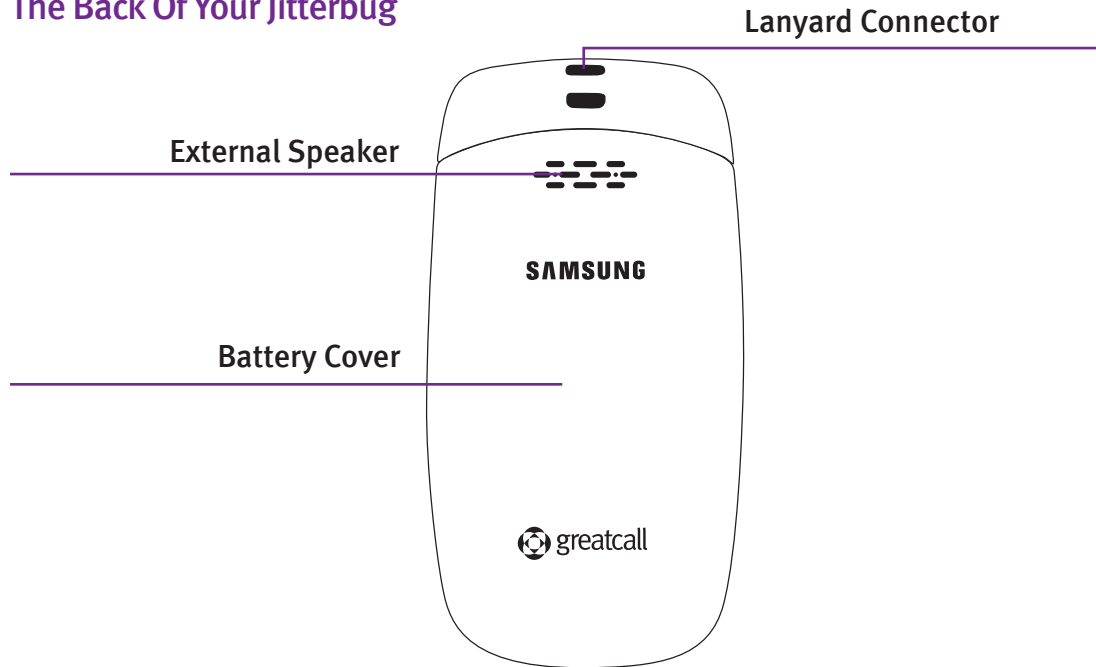 The Back Of Your Jitterbug
Lanyard Connector
External Speaker
SAMSUNG
Battery Cover
greatcall